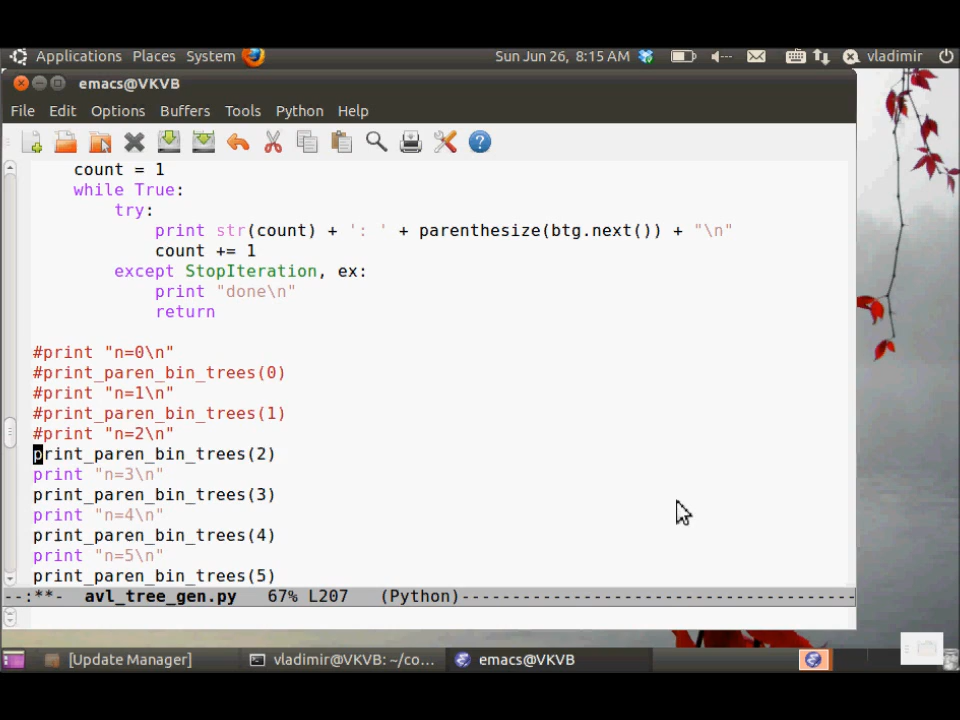 Applications Places System Sun Jun 26, 8:15 AM vladimir
emacs@VKVB
File Edit Options Buffers Tools Python Help
count = 1
while True:
try:
print str(count) + ': ' + parenthesize(btg.next()) + "\n"
count += 1
except StopIteration, ex:
print "done\n"
return
#print "n=0\n"
#print_paren_bin_trees(0)
#print "n=1\n"
#print_paren_bin_trees(1)
#print "n=2\n"
print_paren_bin_trees(2)
print "n=3\n"
print_paren_bin_trees(3)
print "n=4\n"
print_paren_bin_trees(4)
print "n=5\n"
print_paren_bin_trees(5)
--:**- avl_tree_gen.py 67% L207 (Python)---------------------------------------
[Update Manager] vladimir@VKVB: ~/co... emacs@VKVB